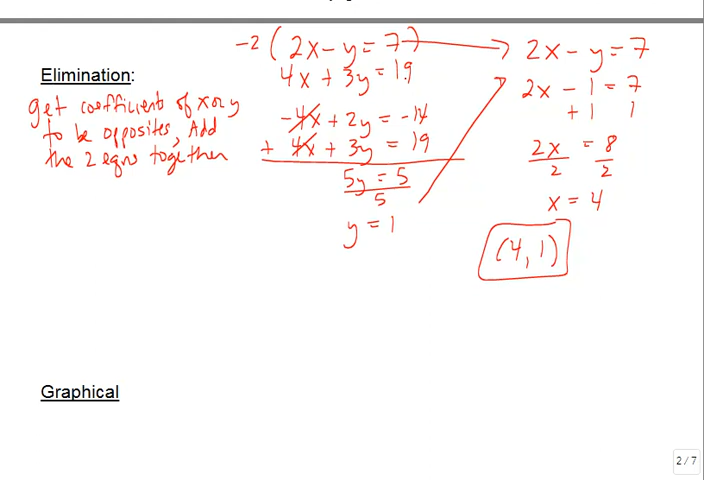 Elimination:
get coefficients of x or y
to be opposites, Add
the 2 eqns together
-2 ( 2x - y = 7 )
4x + 3y = 19
-4x + 2y = -14
+ 4x + 3y = 19
5y = 5
5
y = 1
2x - y = 7
2x - 1 = 7
+1 1
2x = 8
2 2
x = 4
(4, 1)
Graphical
2 / 7